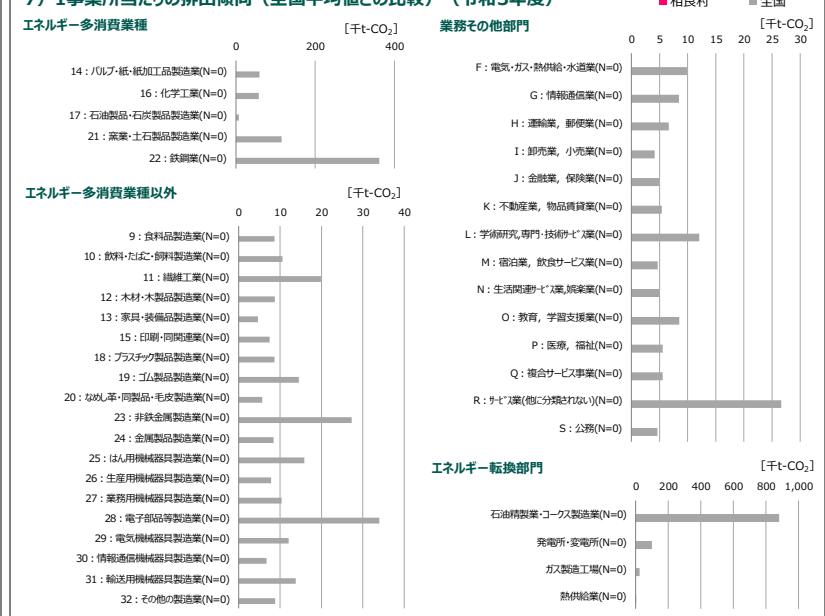 7）1事業所当たりの排出傾向（全国平均値との比較）（令和3年度）
■相良村 ■全国
エネルギー多消費業種
［千t-CO₂］
0 200 400
14：パルプ・紙・紙加工品製造業(N=0)
16：化学工業(N=0)
17：石油製品・石炭製品製造業(N=0)
21：窯業・土石製品製造業(N=0)
22：鉄鋼業(N=0)
エネルギー多消費業種以外
［千t-CO₂］
0 10 20 30 40
9：食料品製造業(N=0)
10：飲料・たばこ・飼料製造業(N=0)
11：繊維工業(N=0)
12：木材・木製品製造業(N=0)
13：家具・装備品製造業(N=0)
15：印刷・同関連業(N=0)
18：プラスチック製品製造業(N=0)
19：ゴム製品製造業(N=0)
20：なめし革・同製品・毛皮製造業(N=0)
23：非鉄金属製造業(N=0)
24：金属製品製造業(N=0)
25：はん用機械器具製造業(N=0)
26：生産用機械器具製造業(N=0)
27：業務用機械器具製造業(N=0)
28：電子部品等製造業(N=0)
29：電気機械器具製造業(N=0)
30：情報通信機械器具製造業(N=0)
31：輸送用機械器具製造業(N=0)
32：その他の製造業(N=0)
業務その他部門
［千t-CO₂］
0 5 10 15 20 25 30
F：電気・ガス・熱供給・水道業(N=0)
G：情報通信業(N=0)
H：運輸業，郵便業(N=0)
I：卸売業，小売業(N=0)
J：金融業，保険業(N=0)
K：不動産業，物品賃貸業(N=0)
L：学術研究,専門・技術ｻｰﾋﾞｽ業(N=0)
M：宿泊業，飲食サービス業(N=0)
N：生活関連ｻｰﾋﾞｽ業,娯楽業(N=0)
O：教育，学習支援業(N=0)
P：医療，福祉(N=0)
Q：複合サービス事業(N=0)
R：ｻｰﾋﾞｽ業(他に分類されない)(N=0)
S：公務(N=0)
エネルギー転換部門
［千t-CO₂］
0 200 400 600 800 1,000
石油精製業・コークス製造業(N=0)
発電所・変電所(N=0)
ガス製造工場(N=0)
熱供給業(N=0)